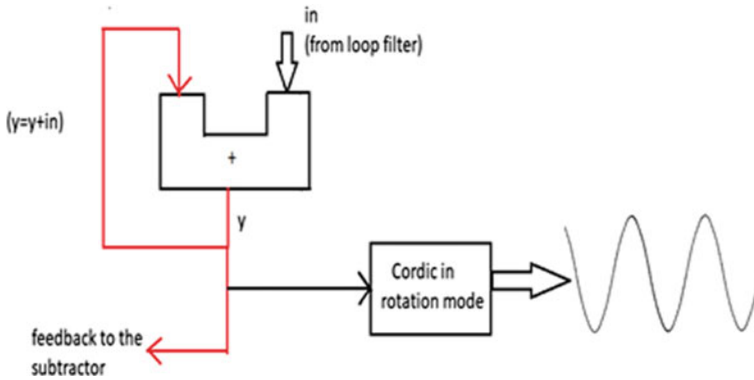 in
(from loop filter)
(y=y+in)
+
y
Cordic in
rotation mode
feedback to the
subtractor